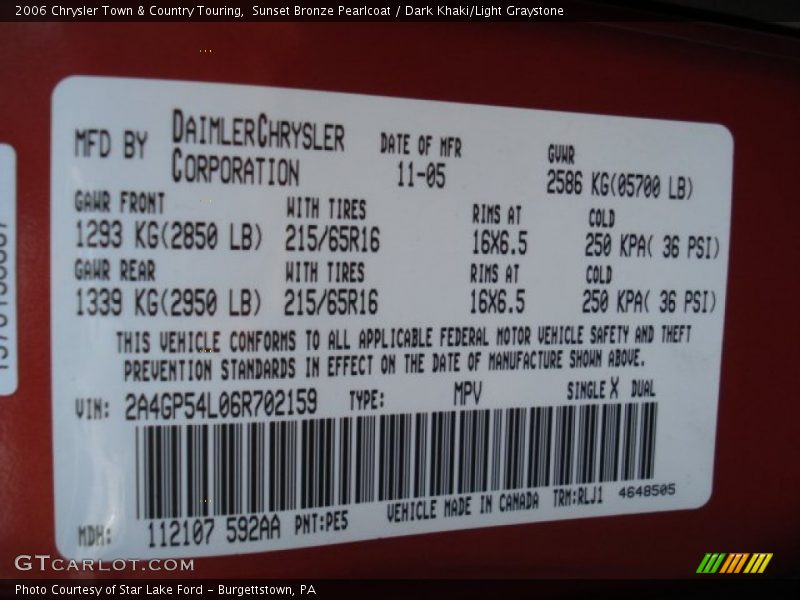 2006 Chrysler Town & Country Touring,  Sunset Bronze Pearlcoat / Dark Khaki/Light Graystone
MFD BY DAIMLERCHRYSLER CORPORATION
DATE OF MFR 11-05
GVWR 2586 KG(05700 LB)
GAWR FRONT WITH TIRES RIMS AT COLD
1293 KG(2850 LB) 215/65R16 16X6.5 250 KPA( 36 PSI)
GAWR REAR WITH TIRES RIMS AT COLD
1339 KG(2950 LB) 215/65R16 16X6.5 250 KPA( 36 PSI)
THIS VEHICLE CONFORMS TO ALL APPLICABLE FEDERAL MOTOR VEHICLE SAFETY AND THEFT
PREVENTION STANDARDS IN EFFECT ON THE DATE OF MANUFACTURE SHOWN ABOVE.
VIN: 2A4GP54L06R702159 TYPE: MPV SINGLE X DUAL
MDH: 112107 592AA PNT:PE5 VEHICLE MADE IN CANADA TRM:RLJ1 4648505
GTCARLOT.COM
Photo Courtesy of Star Lake Ford - Burgettstown, PA